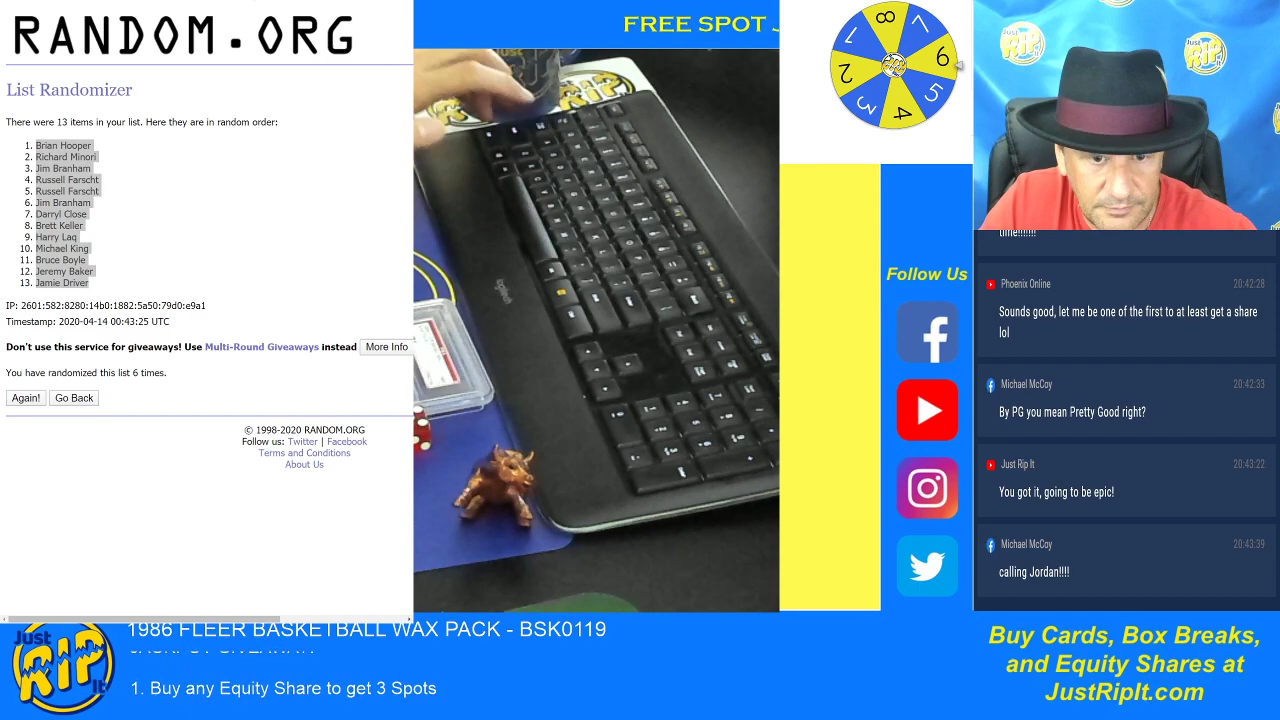 RANDOM.ORG
List Randomizer
There were 13 items in your list. Here they are in random order:
1. Brian Hooper
2. Richard Minori
3. Jim Branham
4. Russell Farscht
5. Russell Farscht
6. Jim Branham
7. Darryl Close
8. Brett Keller
9. Harry Laq
10. Michael King
11. Bruce Boyle
12. Jeremy Baker
13. Jamie Driver
IP: 2601:582:8280:14b0:1882:5a50:79d0:e9a1
Timestamp: 2020-04-14 00:43:25 UTC
Don't use this service for giveaways! Use Multi-Round Giveaways instead More Info
You have randomized this list 6 times.
Again! Go Back
© 1998-2020 RANDOM.ORG
Follow us: Twitter | Facebook
Terms and Conditions
About Us
FREE SPOT J
8
7
6
5
4
3
2
1
Just RIP It
Just RIP It
Follow Us
time!!!!!!!
Phoenix Online 20:42:28
Sounds good, let me be one of the first to at least get a share
lol
Michael McCoy 20:42:33
By PG you mean Pretty Good right?
Just Rip It 20:43:22
You got it, going to be epic!
Michael McCoy 20:43:39
calling Jordan!!!!
logitech
Just RIP It
1986 FLEER BASKETBALL WAX PACK - BSK0119
1. Buy any Equity Share to get 3 Spots
Buy Cards, Box Breaks,
and Equity Shares at
JustRipIt.com